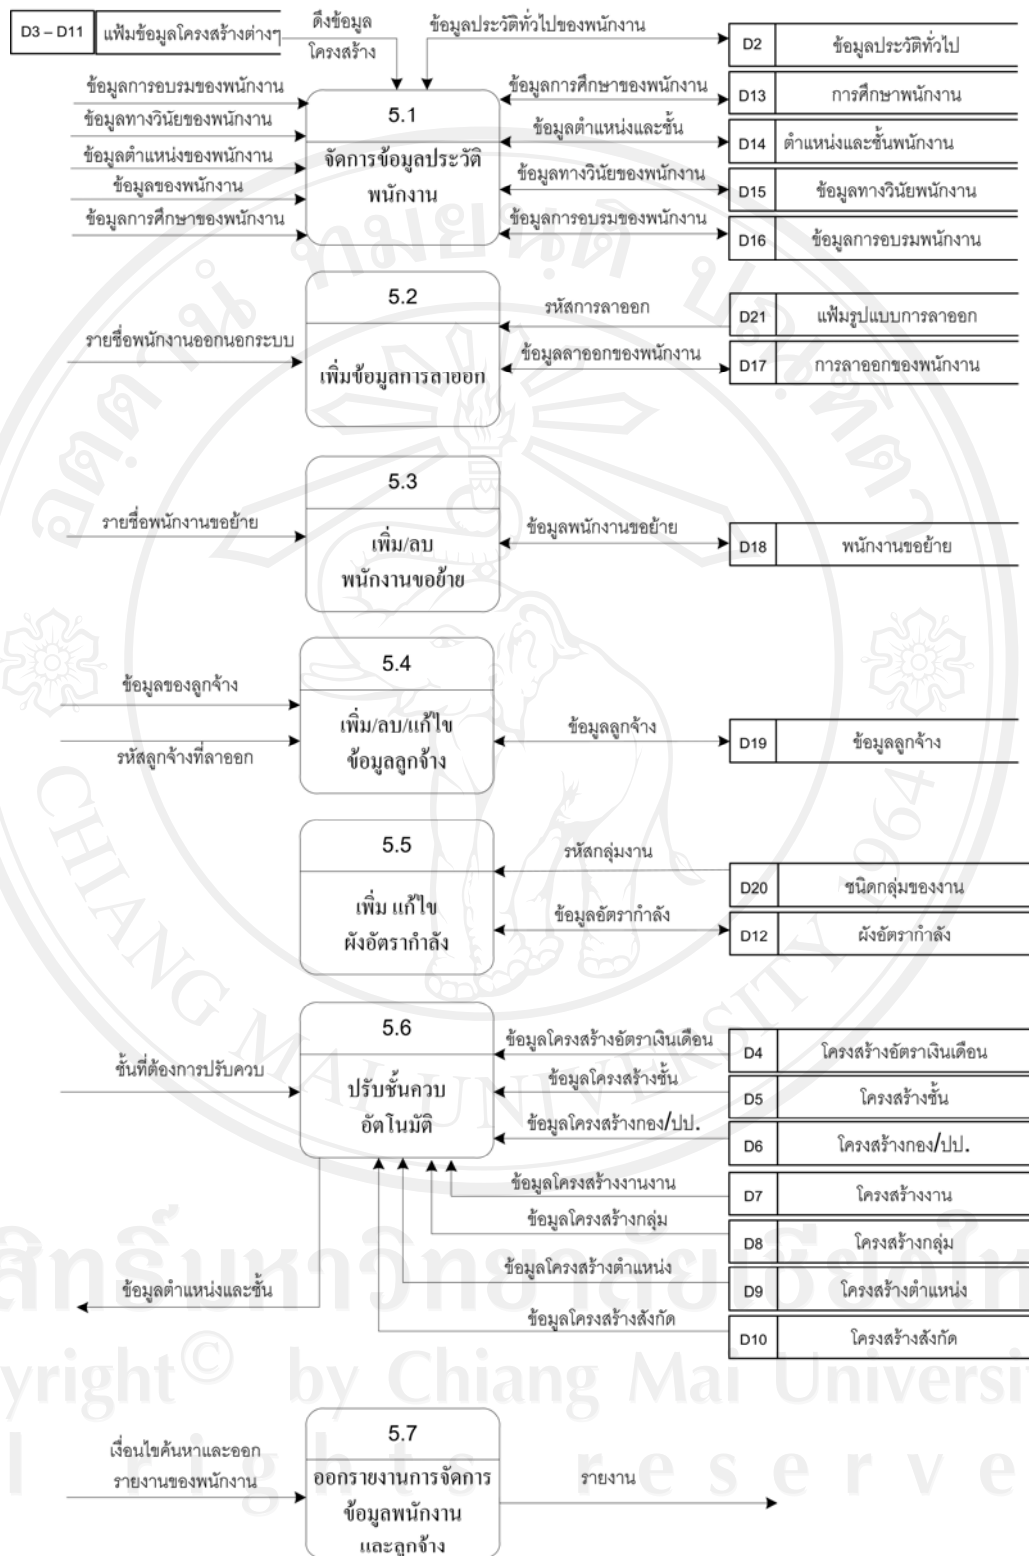 D3 – D11 แฟ้มข้อมูลโครงสร้างต่างๆ
ดึงข้อมูล
โครงสร้าง
ข้อมูลประวัติทั่วไปของพนักงาน
D2 ข้อมูลประวัติทั่วไป
ข้อมูลการอบรมของพนักงาน
ข้อมูลทางวินัยของพนักงาน
ข้อมูลตำแหน่งของพนักงาน
ข้อมูลของพนักงาน
ข้อมูลการศึกษาของพนักงาน
5.1
จัดการข้อมูลประวัติ
พนักงาน
ข้อมูลการศึกษาของพนักงาน
D13 การศึกษาพนักงาน
ข้อมูลตำแหน่งและชั้น
D14 ตำแหน่งและชั้นพนักงาน
ข้อมูลทางวินัยของพนักงาน
D15 ข้อมูลทางวินัยพนักงาน
ข้อมูลการอบรมของพนักงาน
D16 ข้อมูลการอบรมพนักงาน
รายชื่อพนักงานออกนอกระบบ
5.2
เพิ่มข้อมูลการลาออก
รหัสการลาออก
D21 แฟ้มรูปแบบการลาออก
ข้อมูลลาออกของพนักงาน
D17 การลาออกของพนักงาน
รายชื่อพนักงานขอย้าย
5.3
เพิ่ม/ลบ
พนักงานขอย้าย
ข้อมูลพนักงานขอย้าย
D18 พนักงานขอย้าย
ข้อมูลของลูกจ้าง
รหัสลูกจ้างที่ลาออก
5.4
เพิ่ม/ลบ/แก้ไข
ข้อมูลลูกจ้าง
ข้อมูลลูกจ้าง
D19 ข้อมูลลูกจ้าง
5.5
เพิ่ม แก้ไข
ผังอัตรากำลัง
รหัสกลุ่มงาน
D20 ชนิดกลุ่มของงาน
ข้อมูลอัตรากำลัง
D12 ผังอัตรากำลัง
ชั้นที่ต้องการปรับควบ
5.6
ปรับชั้นควบ
อัตโนมัติ
ข้อมูลโครงสร้างอัตราเงินเดือน
D4 โครงสร้างอัตราเงินเดือน
ข้อมูลโครงสร้างชั้น
D5 โครงสร้างชั้น
ข้อมูลโครงสร้างกอง/ปป.
D6 โครงสร้างกอง/ปป.
ข้อมูลโครงสร้างงานงาน
D7 โครงสร้างงาน
ข้อมูลโครงสร้างกลุ่ม
D8 โครงสร้างกลุ่ม
ข้อมูลโครงสร้างตำแหน่ง
D9 โครงสร้างตำแหน่ง
ข้อมูลโครงสร้างสังกัด
D10 โครงสร้างสังกัด
ข้อมูลตำแหน่งและชั้น
เงื่อนไขค้นหาและออก
รายงานของพนักงาน
5.7
ออกรายงานการจัดการ
ข้อมูลพนักงาน
และลูกจ้าง
รายงาน
CHIANG MAI UNIVERSITY 1964
yright © by Chiang Mai Universi
rights reserve